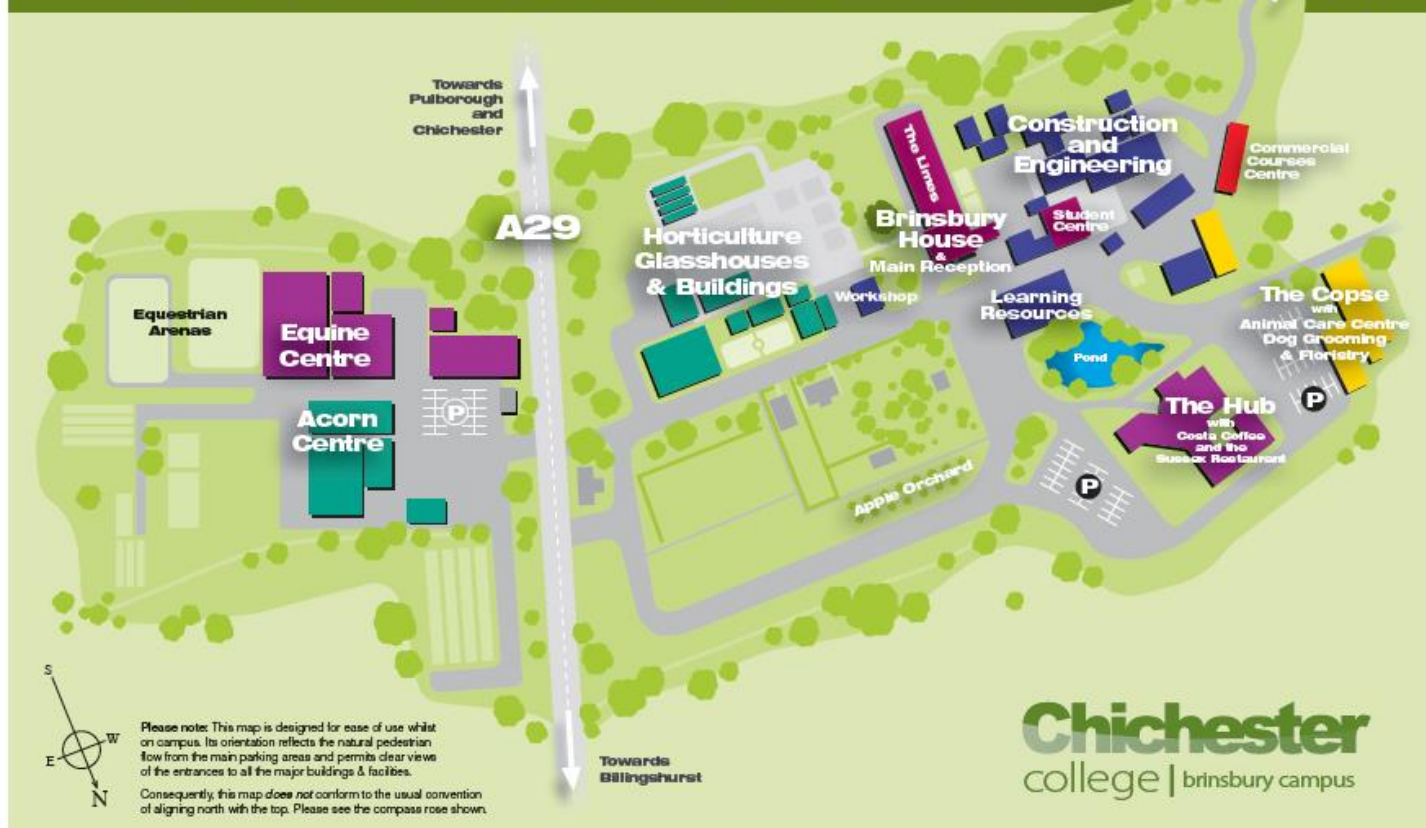 Towards
Pulborough
and
Chichester
A29
The Limes
Construction
and
Engineering
Commercial
Courses
Centre
Student
Centre
Brinsbury
House
&
Main Reception
Horticulture
Glasshouses
& Buildings
Workshop
Learning
Resources
Equestrian
Arenas
Equine
Centre
Acorn
Centre
P
Pond
The Copse
with
Animal Care Centre
Dog Grooming
& Floristry
P
The Hub
with
Costa Coffee
and the
Sussex Restaurant
P
Apple Orchard
S
W
E
N
Please note: This map is designed for ease of use whilst
on campus. Its orientation reflects the natural pedestrian
flow from the main parking areas and permits clear views
of the entrances to all the major buildings & facilities.
Consequently, this map does not conform to the usual convention
of aligning north with the top. Please see the compass rose shown.
Towards
Billingshurst
Chichester
college | brinsbury campus